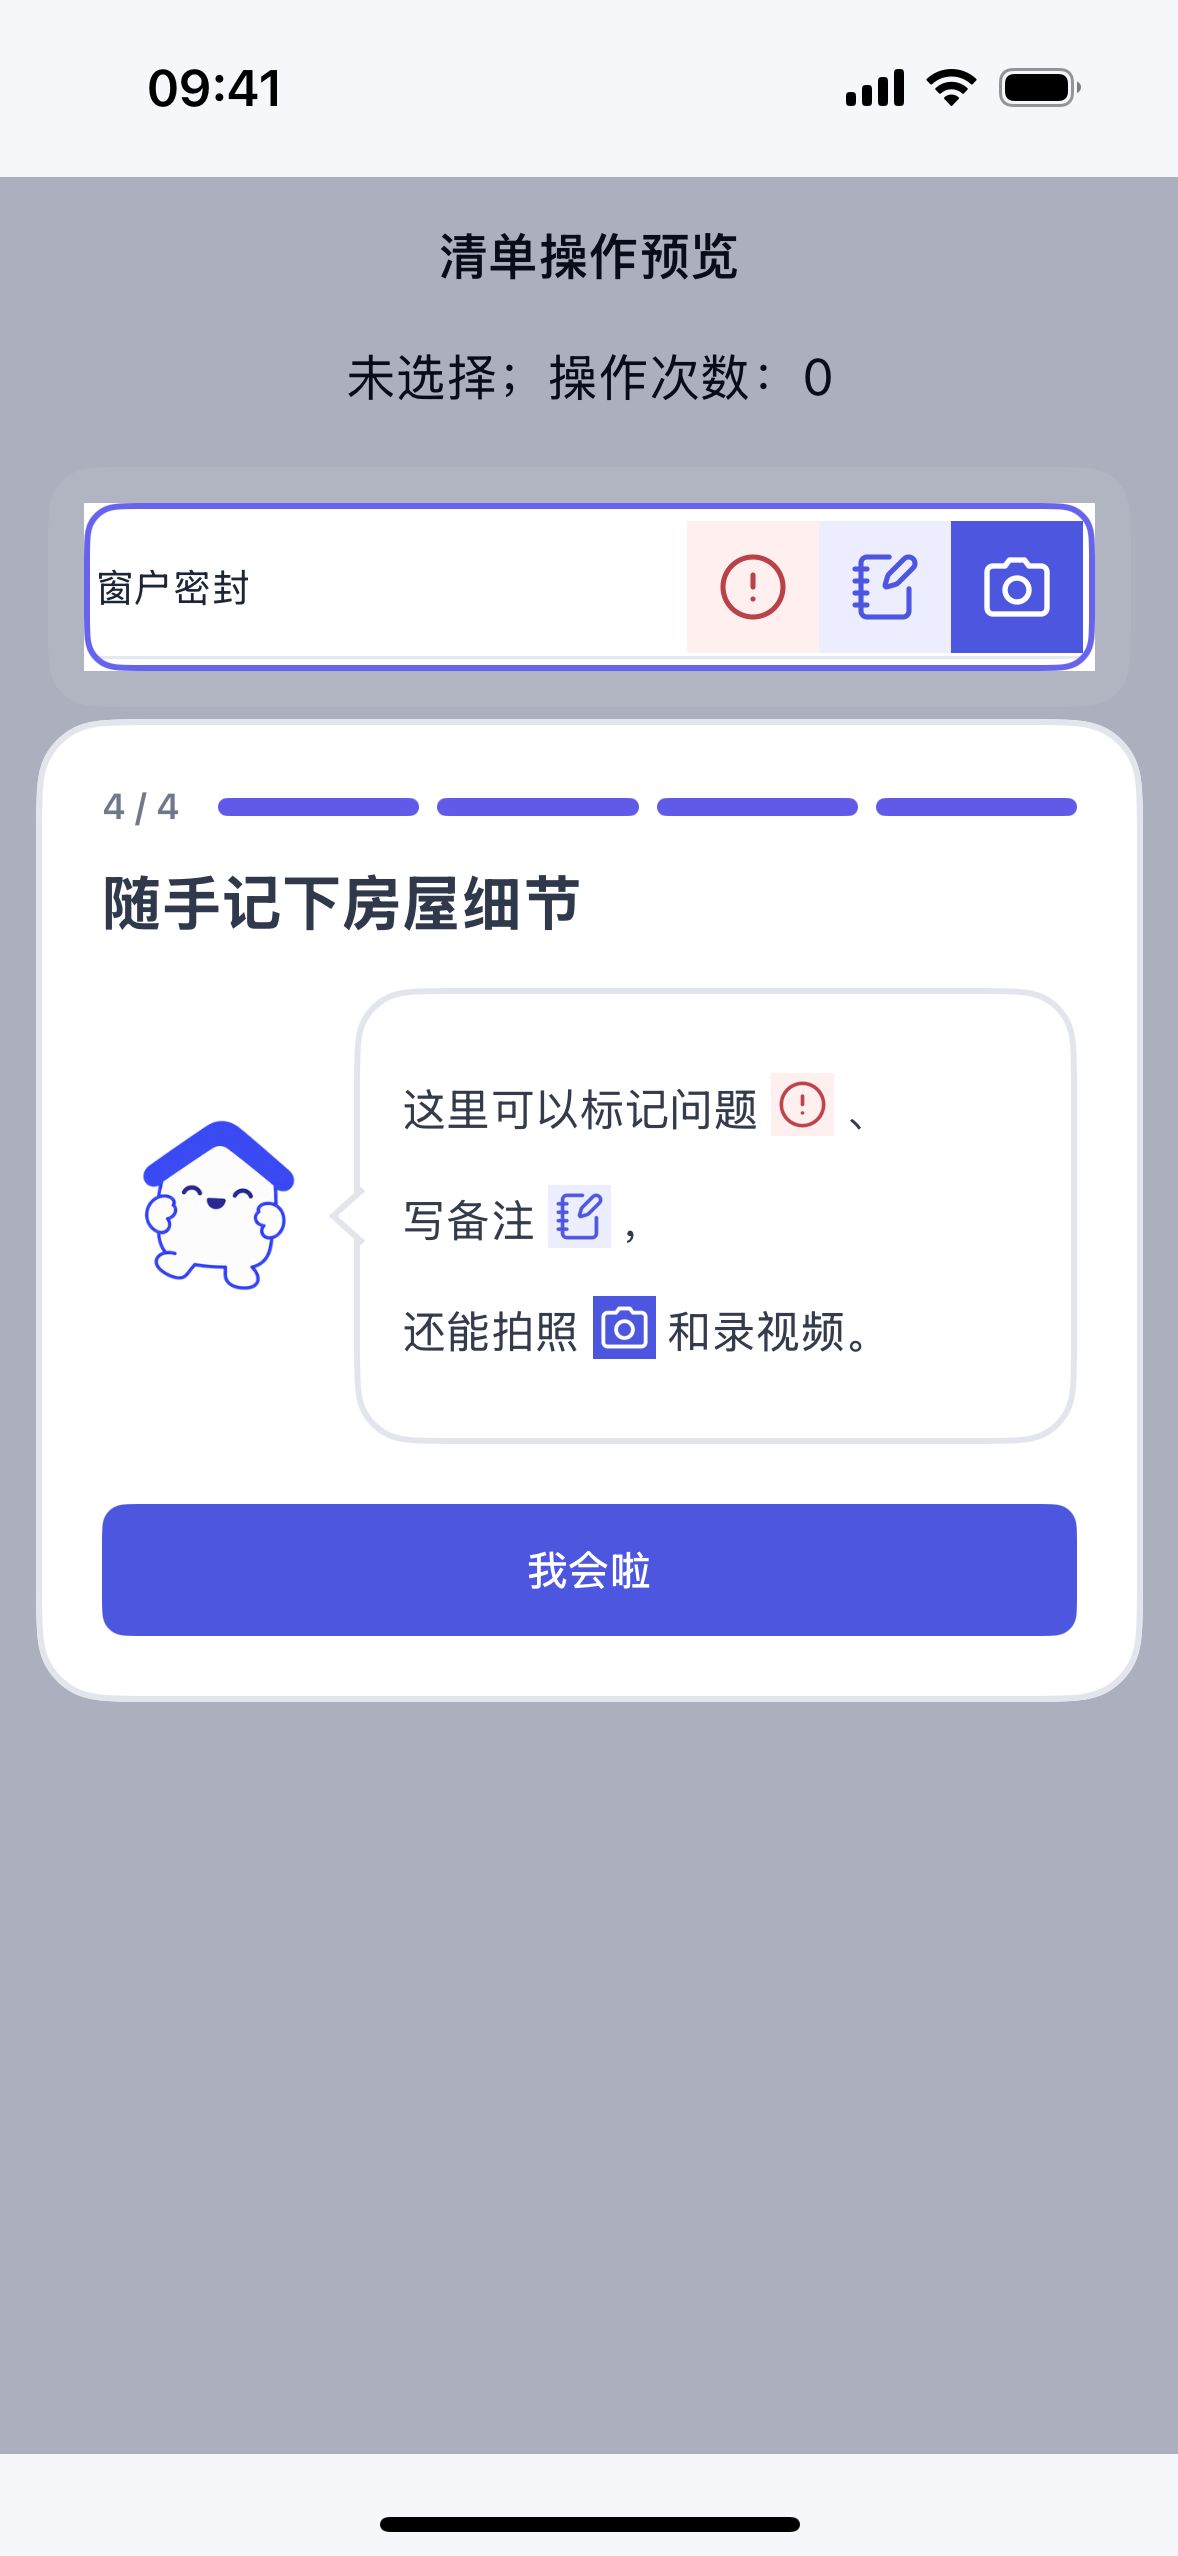 09:41
清单操作预览
未选择；操作次数：0
窗户密封
4 / 4
随手记下房屋细节
这里可以标记问题 、
写备注 ，
还能拍照 和录视频。
我会啦